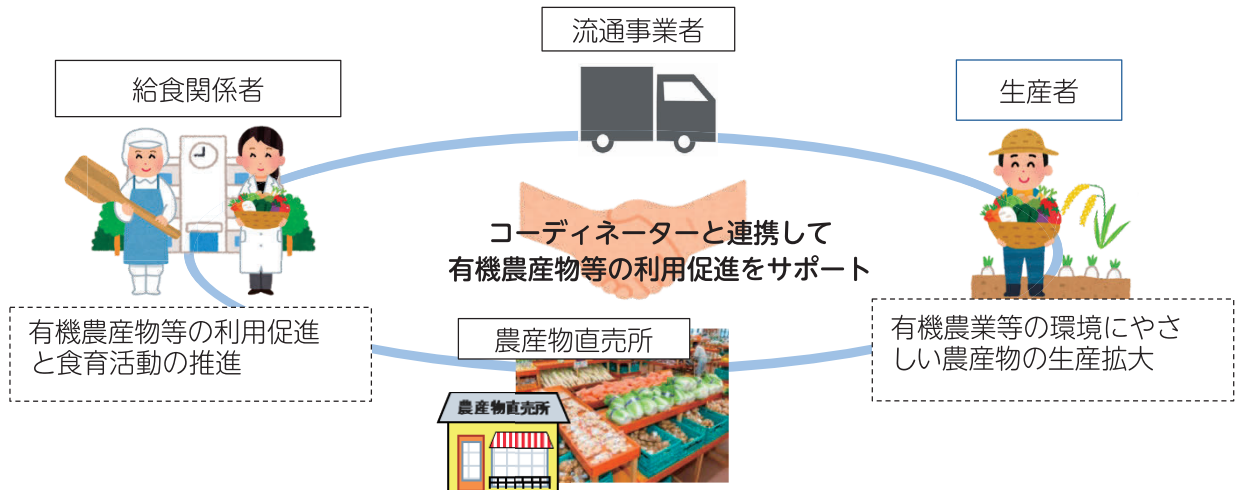 流通事業者
給食関係者
生産者
コーディネーターと連携して
有機農産物等の利用促進をサポート
有機農産物等の利用促進
と食育活動の推進
農産物直売所
農産物直売所
有機農業等の環境にやさ
しい農産物の生産拡大